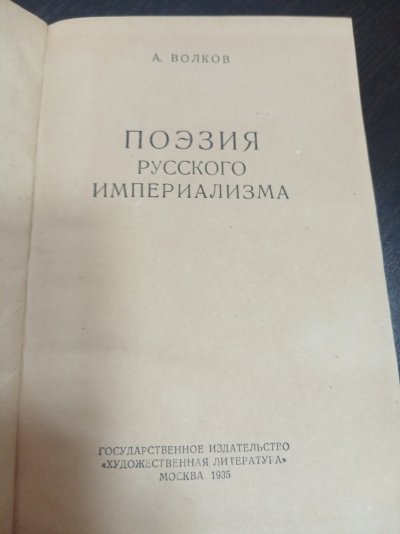 А. ВОЛКОВ
ПОЭЗИЯ
РУССКОГО
ИМПЕРИАЛИЗМА
ГОСУДАРСТВЕННОЕ ИЗДАТЕЛЬСТВО
«ХУДОЖЕСТВЕННАЯ ЛИТЕРАТУРА»
МОСКВА 1935